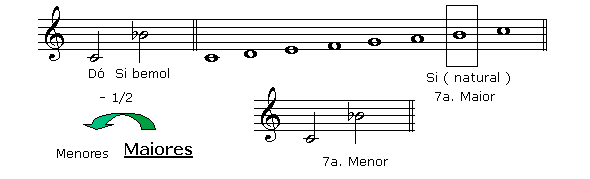 Dó Si bemol
Si ( natural )
- 1/2
7a. Maior
Menores Maiores
7a. Menor